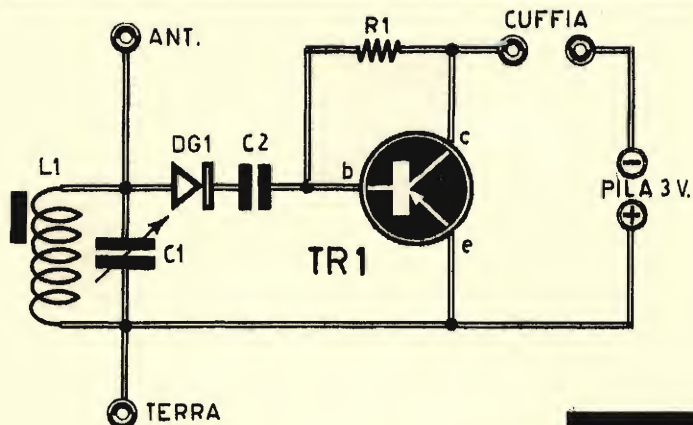 ANT.
R1
CUFFIA
DG1
C2
L1
b
c
C1
e
TR1
−
PILA 3 V.
+
TERRA